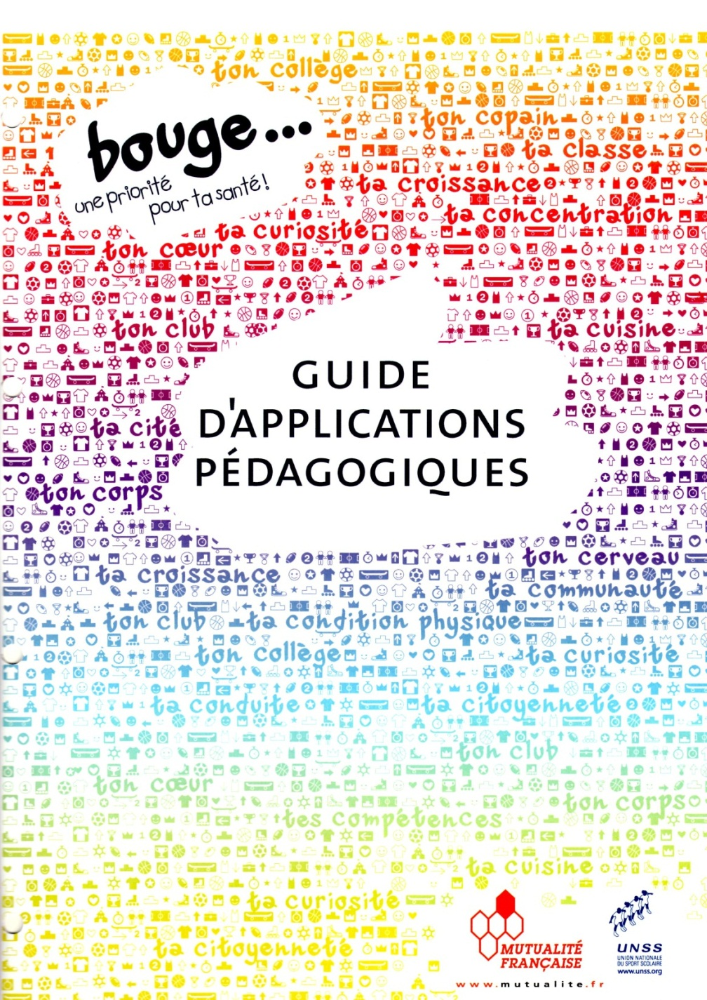 ton collège
ton copain
bouge...
ta classe
une priorité
pour ta santé !
ta croissance
ta concentration
ta curiosité
ton cœur
ton club
ta cuisine
GUIDE
D'APPLICATIONS
PÉDAGOGIQUES
ta cité
ton corps
ton cerveau
ta croissance
ta communauté
ton club
ta condition physique
ton collège
ta curiosité
ta conduite
ta citoyenneté
ton club
ton cœur
ton corps
tes compétences
ta cuisine
ta curiosité
ta citoyenneté
MUTUALITÉ
FRANÇAISE
www.mutualite.fr
UNSS
UNION NATIONALE
DU SPORT SCOLAIRE
www.unss.org